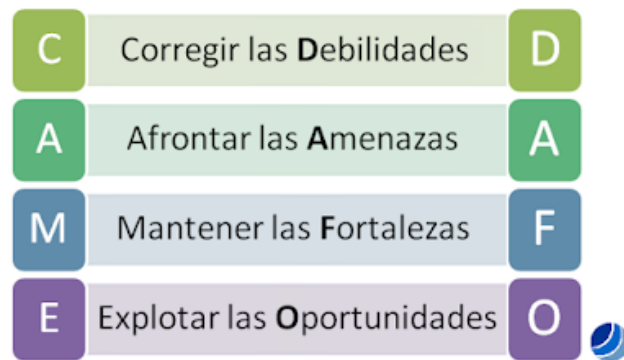 C Corregir las Debilidades D
A Afrontar las Amenazas A
M Mantener las Fortalezas F
E Explotar las Oportunidades O